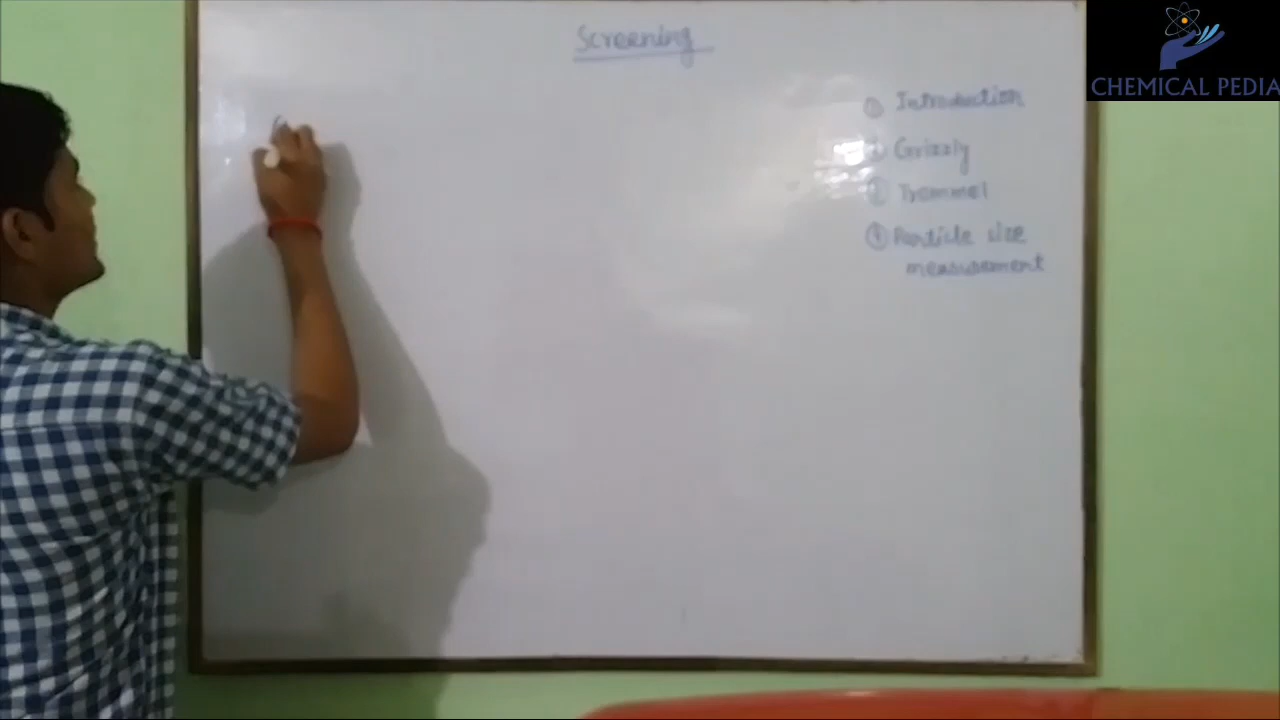 Screening
CHEMICAL PEDIA
① Introduction
② Grizzly
③ Trommel
④ Particle size
measurement